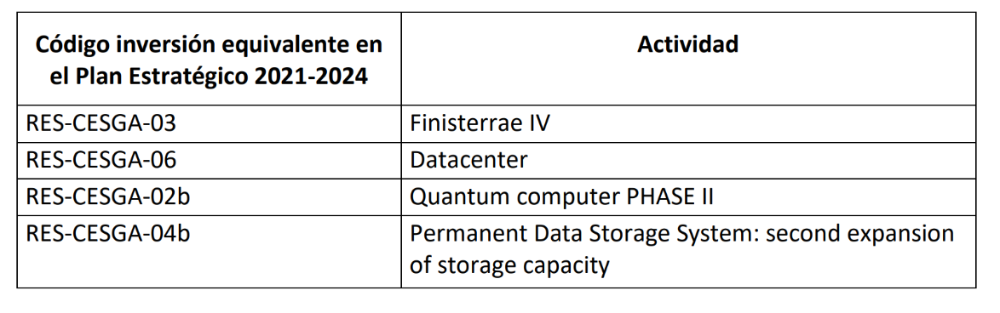 Código inversión equivalente en
el Plan Estratégico 2021-2024
Actividad
RES-CESGA-03
Finisterrae IV
RES-CESGA-06
Datacenter
RES-CESGA-02b
Quantum computer PHASE II
RES-CESGA-04b
Permanent Data Storage System: second expansion
of storage capacity